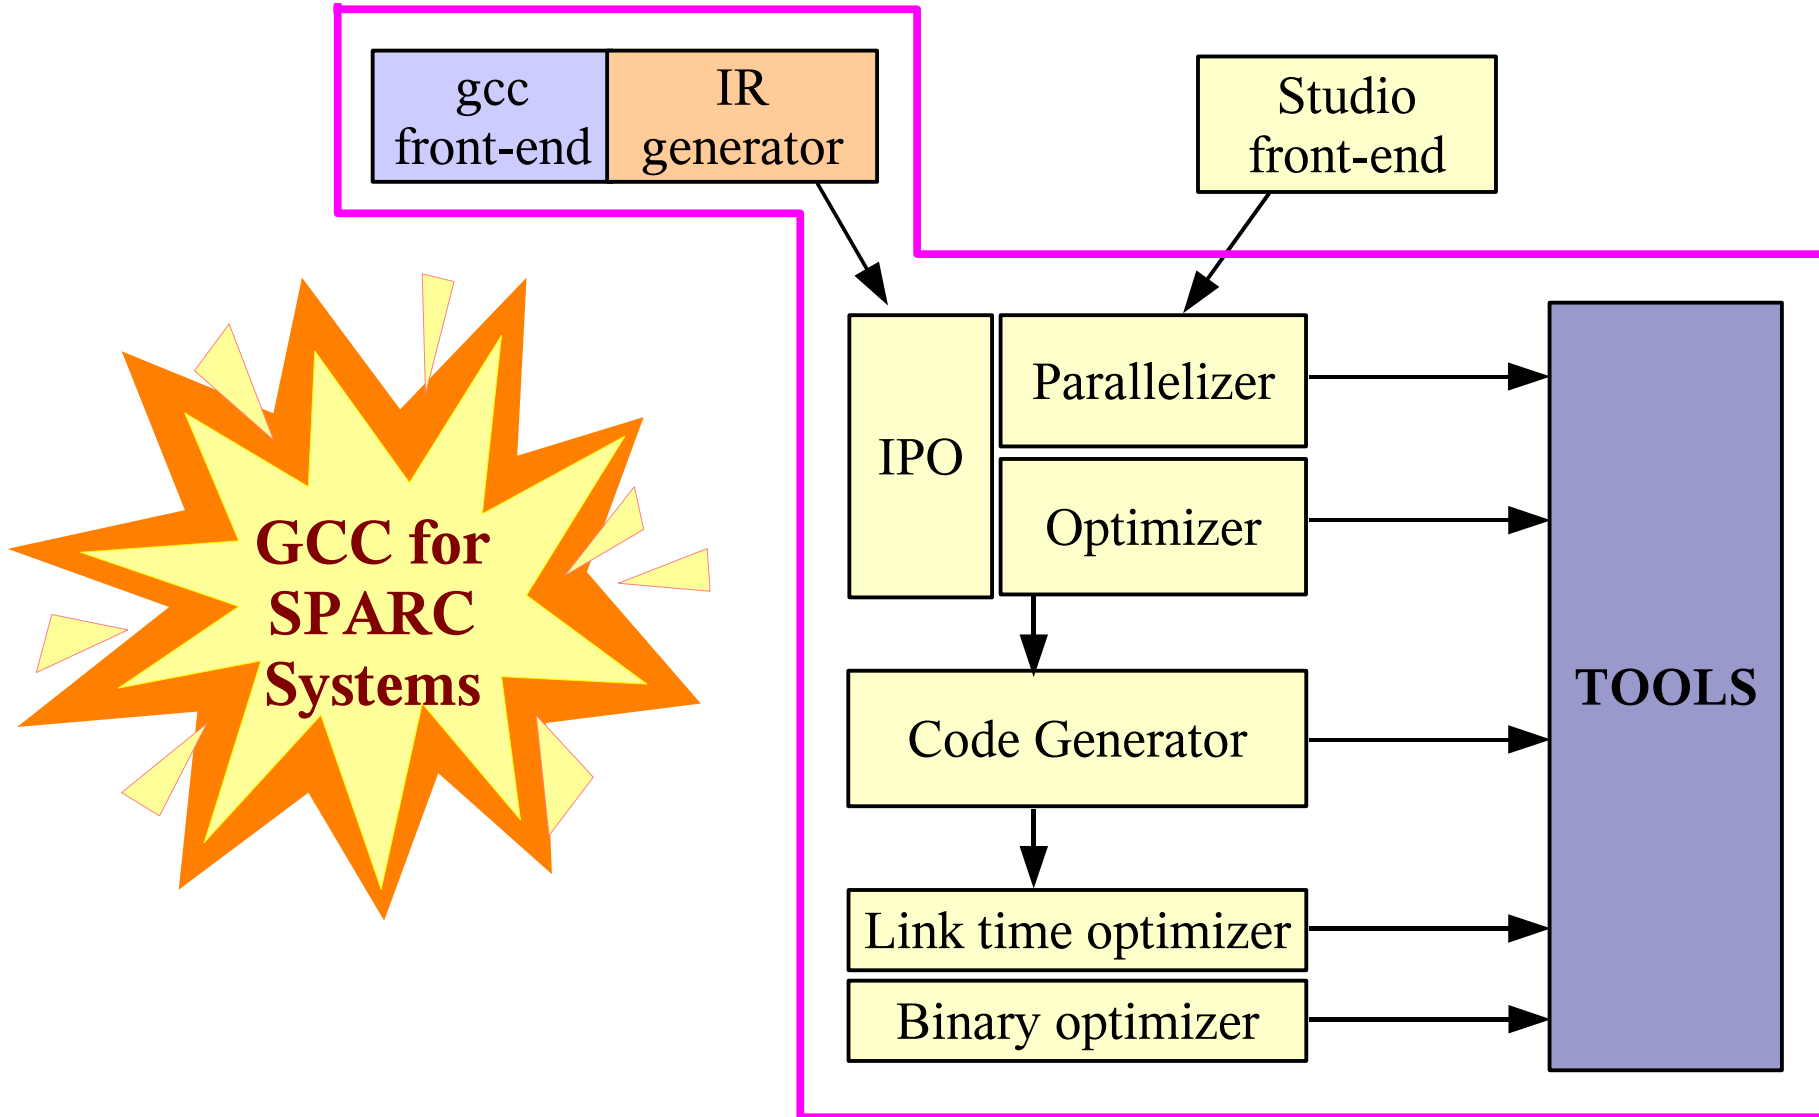 gcc
front-end
IR
generator
Studio
front-end
GCC for
SPARC
Systems
IPO
Parallelizer
Optimizer
Code Generator
Link time optimizer
Binary optimizer
TOOLS